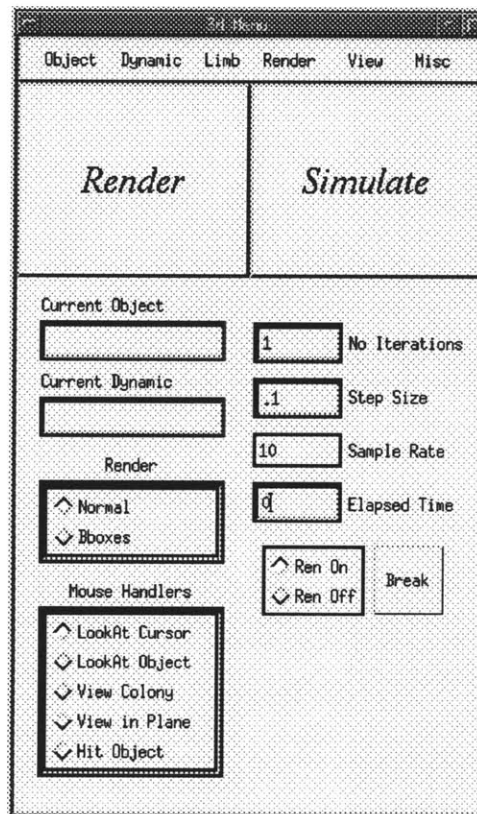 3d Menu
Object Dynamic Limb Render View Misc
Render
Simulate
Current Object
Current Dynamic
Render
Normal
Bboxes
Mouse Handlers
LookAt Cursor
LookAt Object
View Colony
View in Plane
Hit Object
1 No Iterations
.1 Step Size
10 Sample Rate
0 Elapsed Time
Ren On
Ren Off
Break